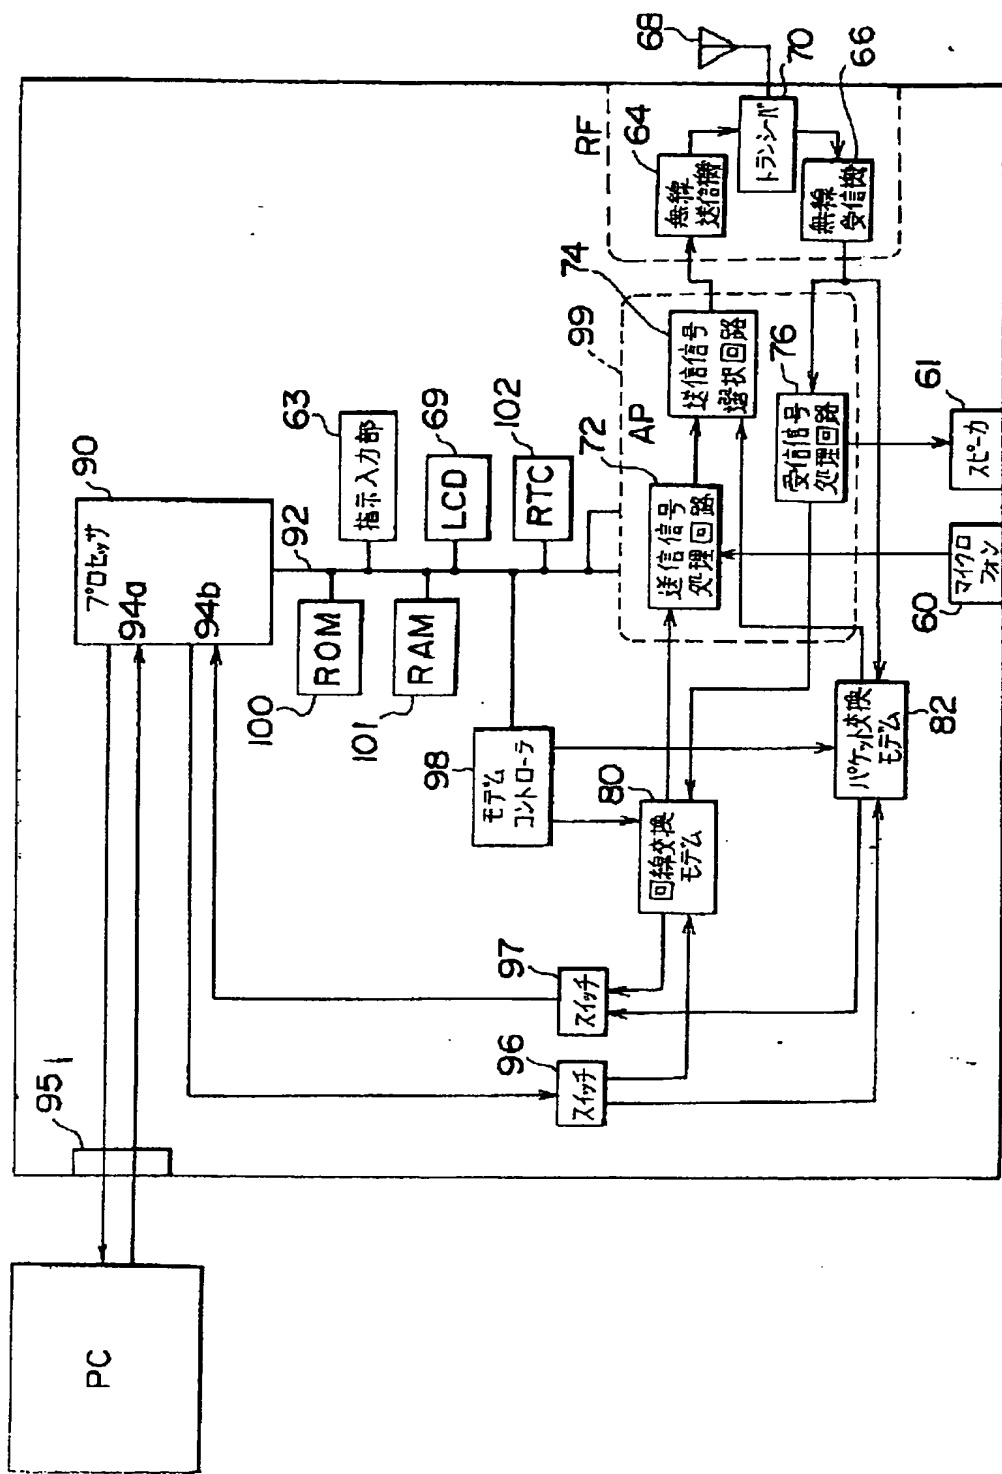 PC
95
プロセッサ
90
94a
94b
92
ROM
100
RAM
101
指示入力部
63
LCD
69
RTC
102
モデム
コントローラ
98
スイッチ
96
スイッチ
97
回線交換
モデム
80
パケット交換
モデム
82
AP
99
送信信号
処理回路
72
送信信号
選択回路
74
受信信号
処理回路
76
RF
無線
送信機
64
トランシーバ
70
無線
受信機
66
68
マイクロ
フォン
60
スピーカ
61